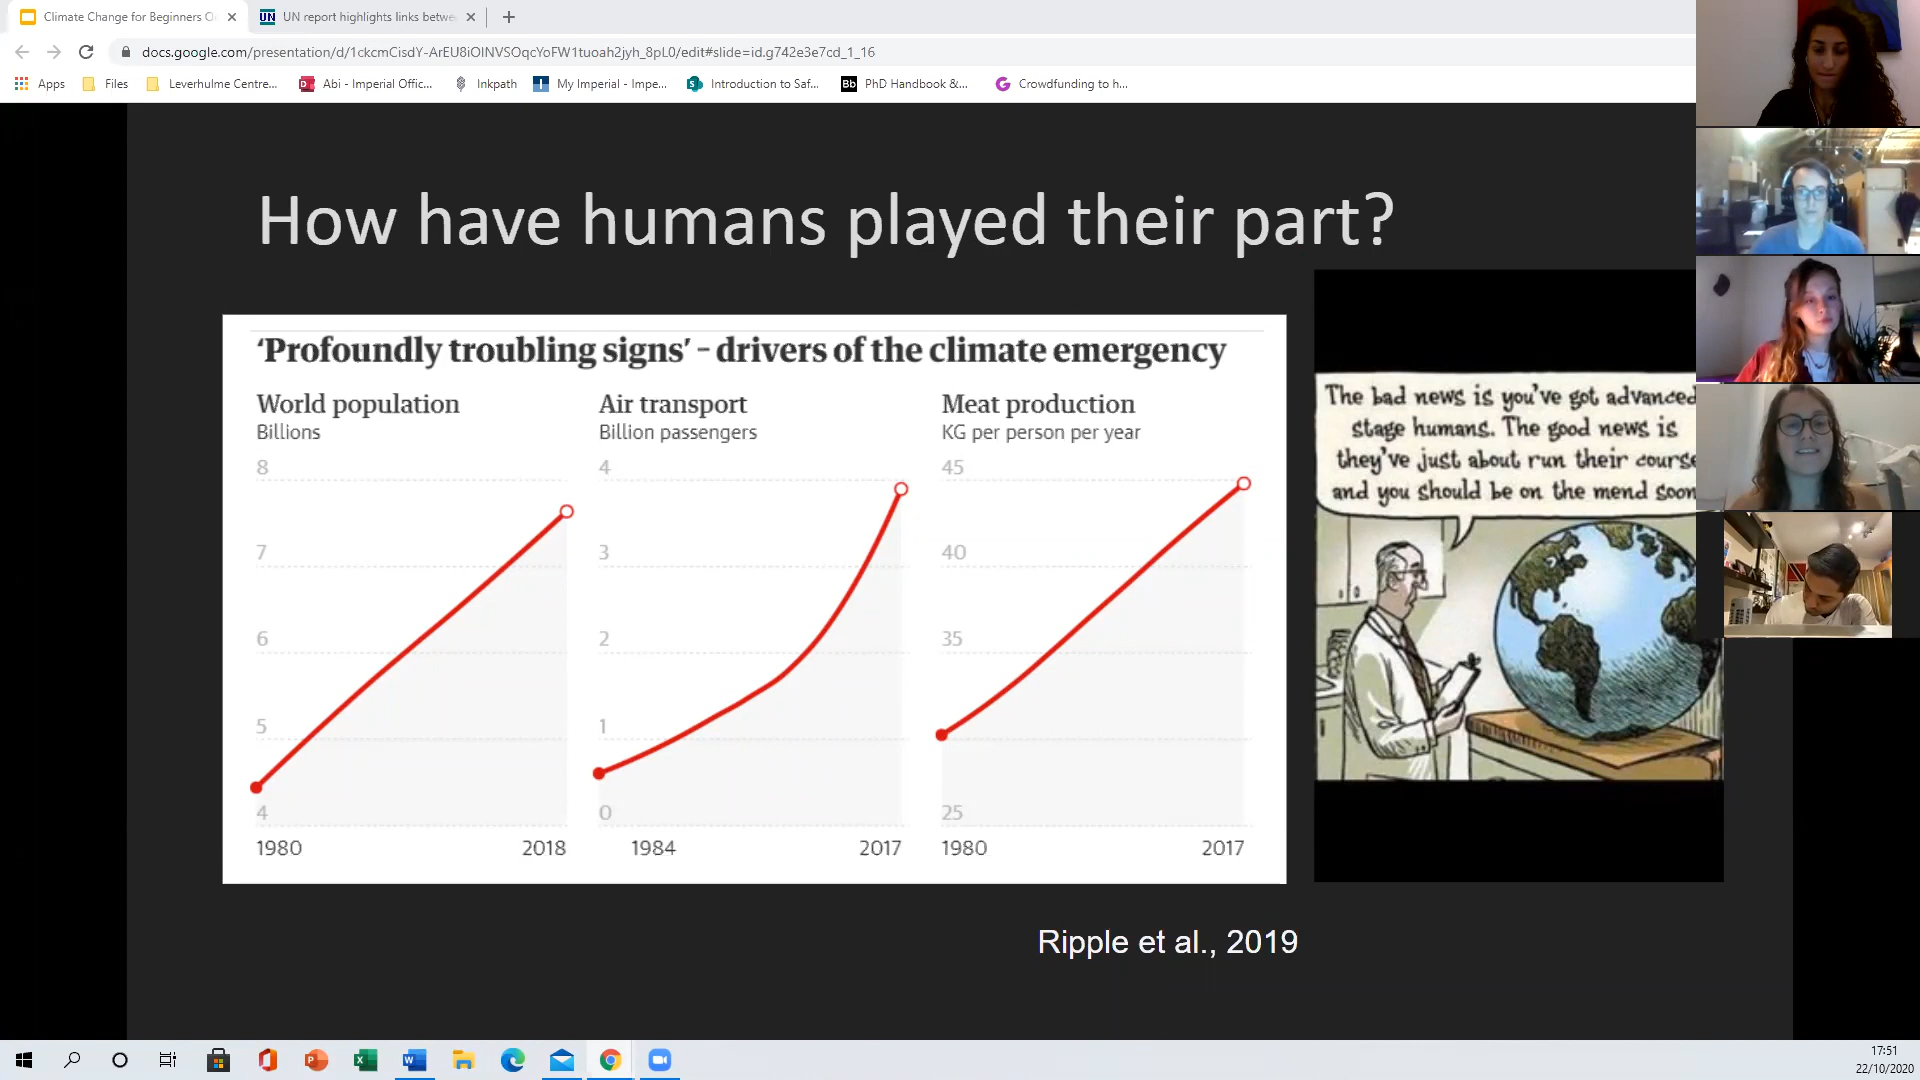 Climate Change for Beginners
UN report highlights links betwe
docs.google.com/presentation/d/1ckcmCisdY-ArEU8iOlNVSOqcYoFW1tuoah2jyh_8pL0/edit#slide=id.g742e3e7cd_1_16
Apps
Files
Leverhulme Centre...
Abi - Imperial Offic...
Inkpath
My Imperial - Impe...
Introduction to Saf...
Bb
PhD Handbook &...
Crowdfunding to h...
How have humans played their part?
‘Profoundly troubling signs’ – drivers of the climate emergency
World population
Billions
8
7
6
5
4
1980 2018
Air transport
Billion passengers
4
3
2
1
0
1984 2017
Meat production
KG per person per year
45
40
35
25
1980 2017
The bad news is you've got advanced
stage humans. The good news is
they've just about run their course
and you should be on the mend soon
Ripple et al., 2019
17:51
22/10/2020